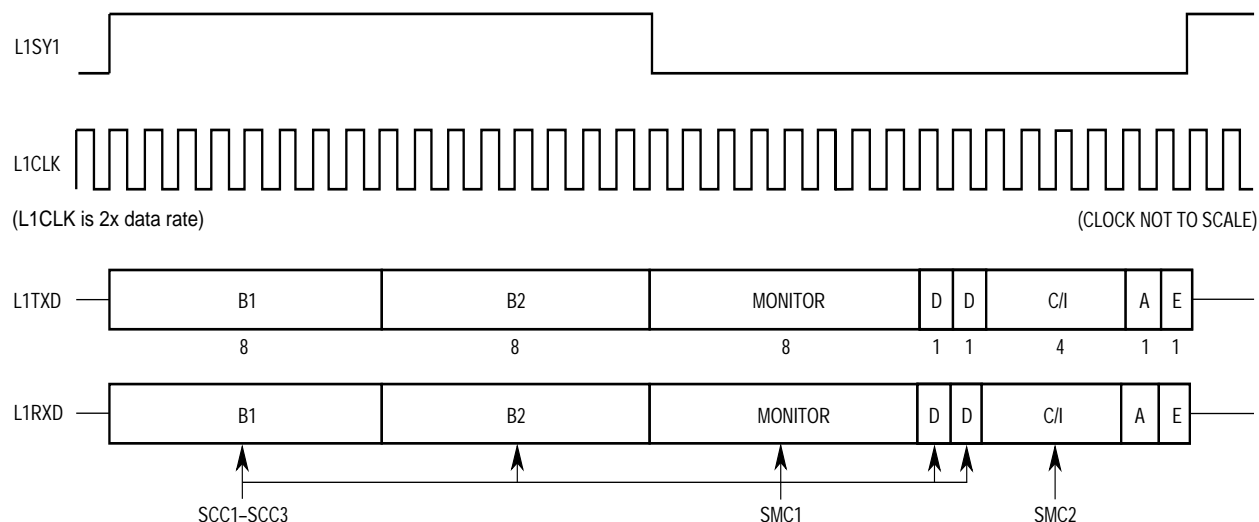 L1SY1
L1CLK
(L1CLK is 2x data rate)
(CLOCK NOT TO SCALE)
L1TXD B1 B2 MONITOR D D C/I A E
8 8 8 1 1 4 1 1
L1RXD B1 B2 MONITOR D D C/I A E
SCC1–SCC3 SMC1 SMC2